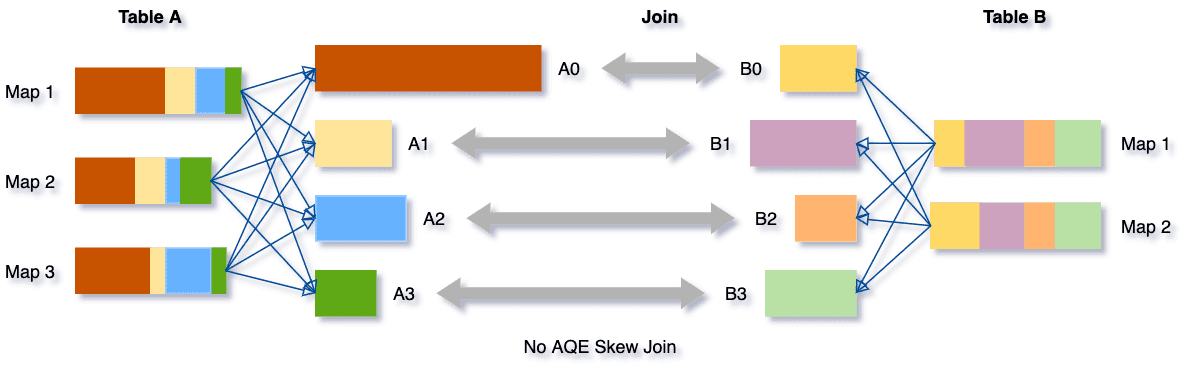 Table A Join Table B
A0 B0
Map 1
A1 B1 Map 1
Map 2
A2 B2 Map 2
Map 3
A3 B3
No AQE Skew Join